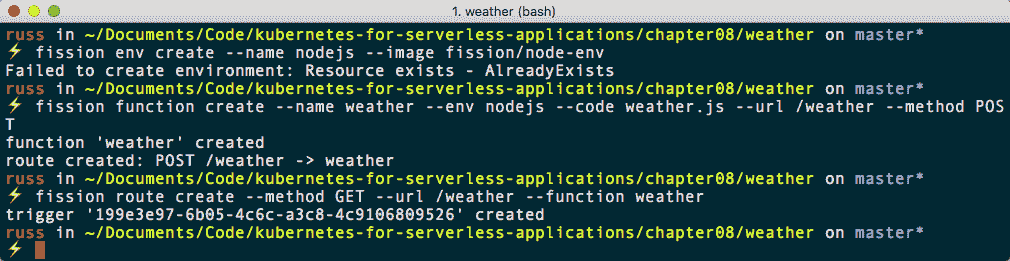 1. weather (bash)
russ in ~/Documents/Code/kubernetes-for-serverless-applications/chapter08/weather on master*
⚡ fission env create --name nodejs --image fission/node-env
Failed to create environment: Resource exists - AlreadyExists
russ in ~/Documents/Code/kubernetes-for-serverless-applications/chapter08/weather on master*
⚡ fission function create --name weather --env nodejs --code weather.js --url /weather --method POS
T
function 'weather' created
route created: POST /weather -> weather
russ in ~/Documents/Code/kubernetes-for-serverless-applications/chapter08/weather on master*
⚡ fission route create --method GET --url /weather --function weather
trigger '199e3e97-6b05-4c6c-a3c8-4c9106809526' created
russ in ~/Documents/Code/kubernetes-for-serverless-applications/chapter08/weather on master*
⚡